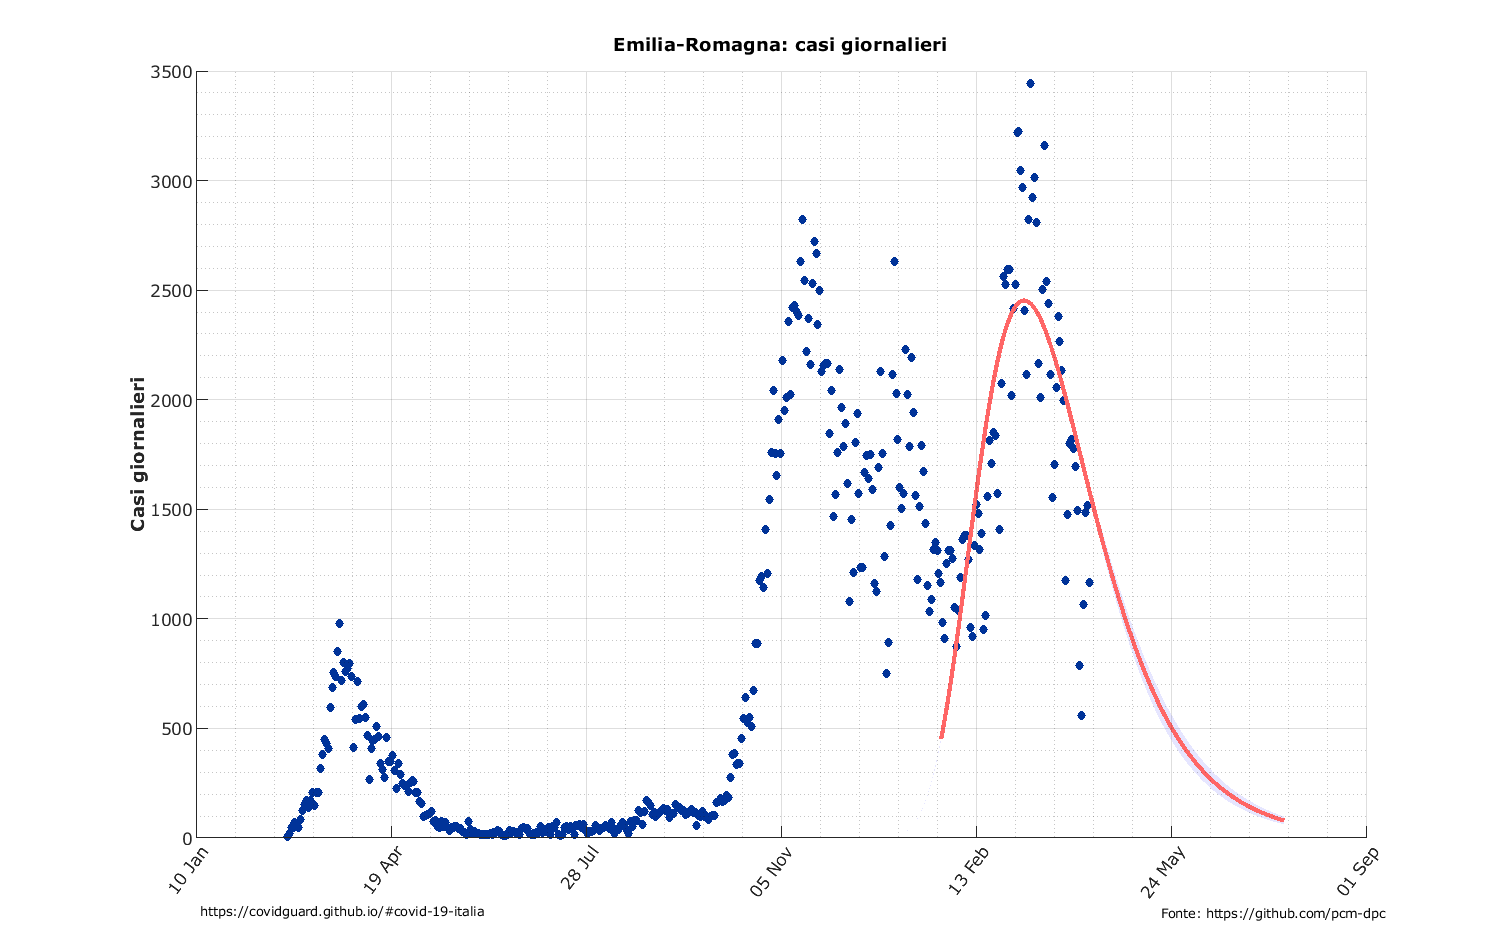 Emilia-Romagna: casi giornalieri
3500
3000
2500
2000
1500
1000
500
0
Casi giornalieri
10 Jan
19 Apr
28 Jul
05 Nov
13 Feb
24 May
01 Sep
https://covidguard.github.io/#covid-19-italia
Fonte: https://github.com/pcm-dpc